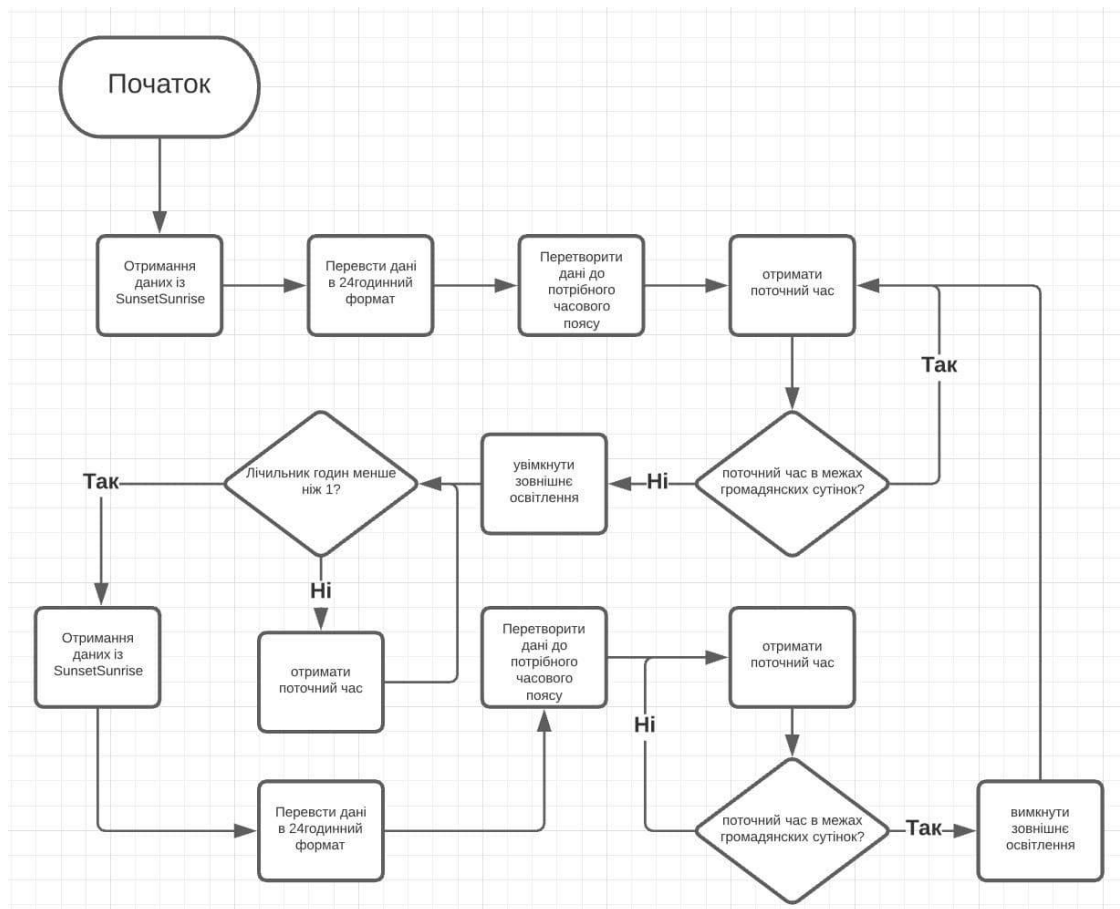 Початок
Отримання
даних із
SunsetSunrise
Перевсти дані
в 24годинний
формат
Перетворити
дані до
потрібного
часового
поясу
отримати
поточний час
Так
поточний час в межах
громадянских сутінок?
Ні
увімкнути
зовнішнє
освітлення
Лічильник годин менше
ніж 1?
Так
Ні
отримати
поточний час
Отримання
даних із
SunsetSunrise
Перевсти дані
в 24годинний
формат
Перетворити
дані до
потрібного
часового
поясу
отримати
поточний час
Ні
поточний час в межах
громадянских сутінок?
Так
вимкнути
зовнішнє
освітлення